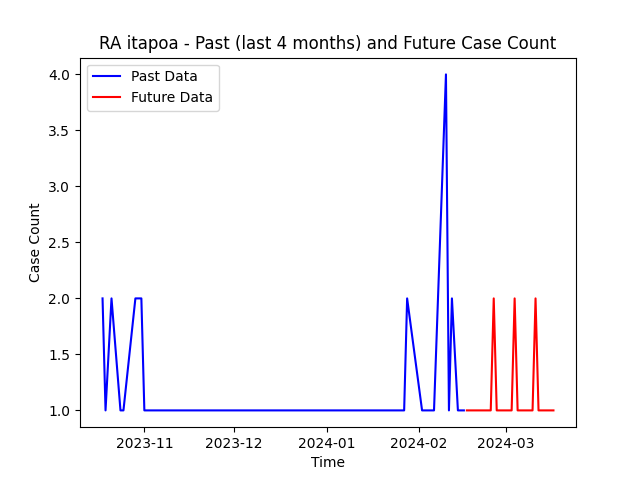 RA itapoa - Past (last 4 months) and Future Case Count
Past Data
Future Data
4.0
3.5
3.0
2.5
2.0
1.5
1.0
Case Count
2023-11 2023-12 2024-01 2024-02 2024-03
Time